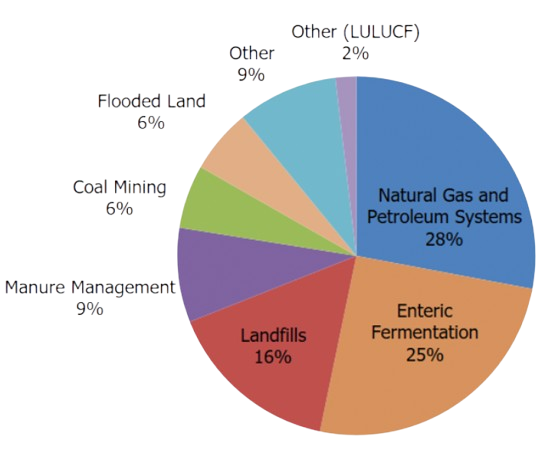 Other (LULUCF)
2%
Other
9%
Flooded Land
6%
Coal Mining
6%
Manure Management
9%
Natural Gas and
Petroleum Systems
28%
Enteric
Fermentation
25%
Landfills
16%